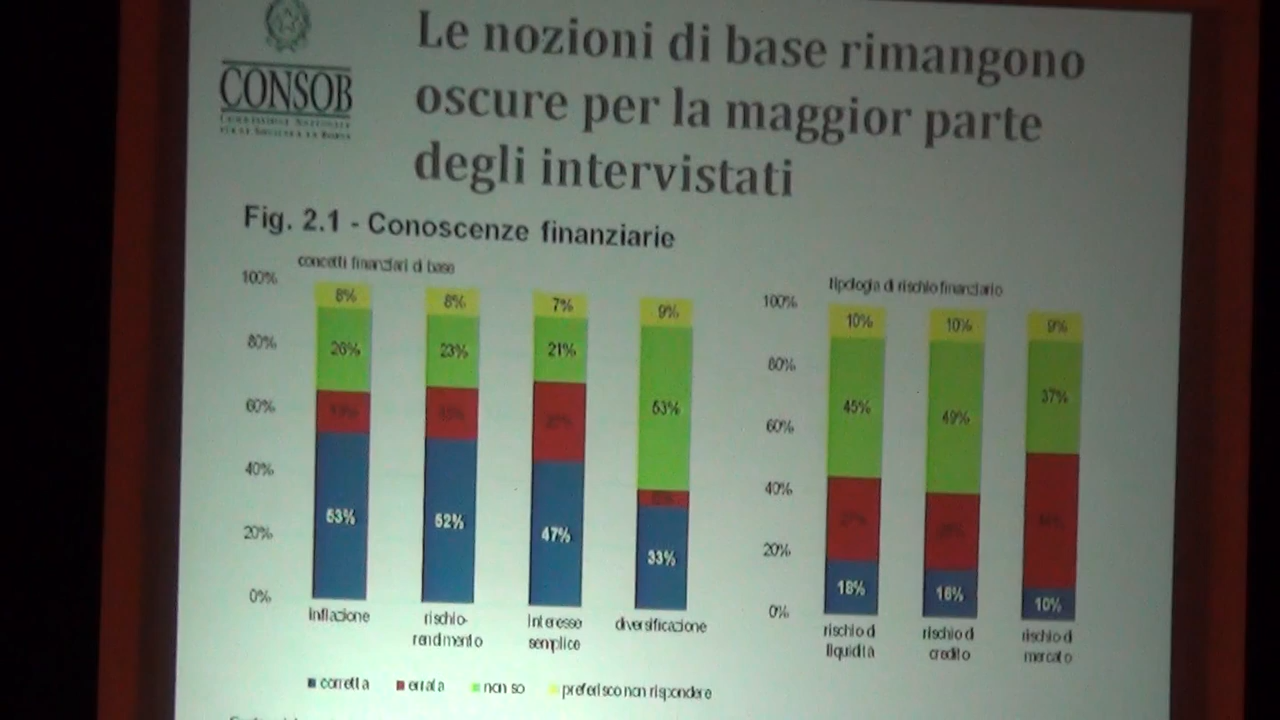 CONSOB
Le nozioni di base rimangono
oscure per la maggior parte
degli intervistati
Fig. 2.1 - Conoscenze finanziarie
concetti finanziari di base
100%
80%
60%
40%
20%
0%
8%
26%
53%
8%
23%
52%
7%
21%
47%
9%
53%
33%
inflazione
rischio-
rendimento
interesse
semplice
diversificazione
tipologia di rischio finanziario
100%
80%
60%
40%
20%
0%
10%
45%
18%
10%
49%
16%
9%
37%
10%
rischio di
liquidità
rischio di
credito
rischio di
mercato
corretta
errata
non so
preferisco non rispondere